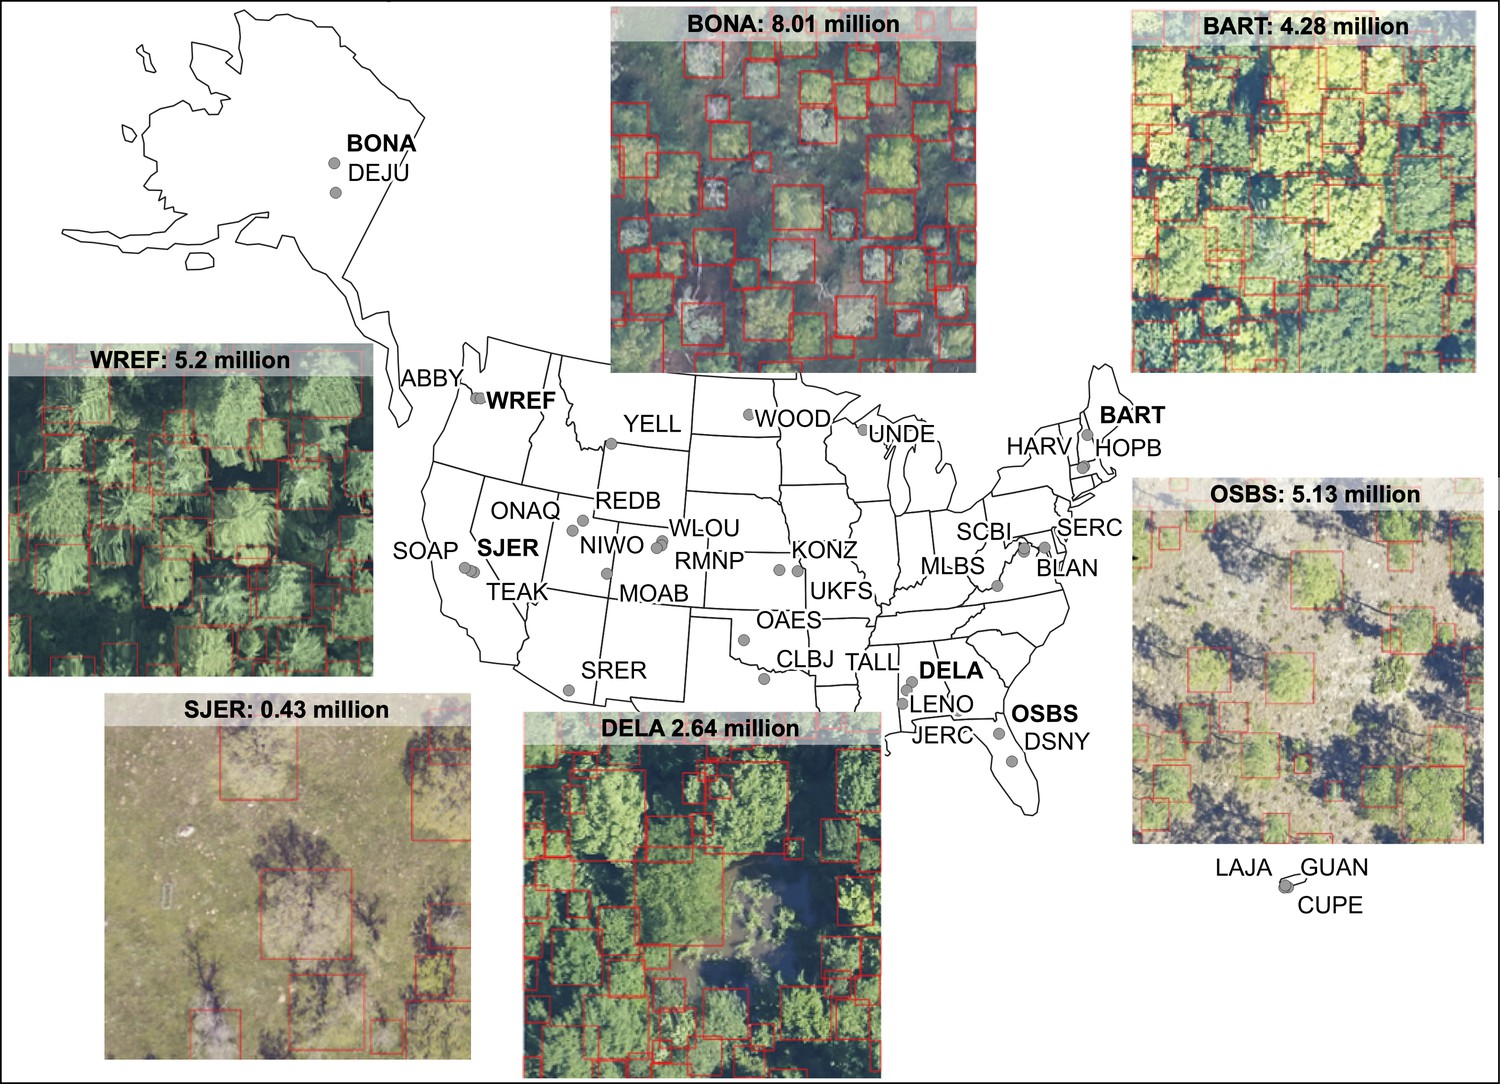 BONA: 8.01 million
BART: 4.28 million
BONA
DEJU
WREF: 5.2 million
ABBY
WREF
YELL
WOOD
UNDE
BART
HARV
HOPB
OSBS: 5.13 million
ONAQ
REDB
WLOU
SCBI
SERC
SOAP
SJER
NIWO
RMNP
KONZ
MLBS
BLAN
TEAK
MOAB
UKFS
OAES
SRER
CLBJ
TALL
DELA
LENO
SJER: 0.43 million
DELA 2.64 million
OSBS
JERC
DSNY
LAJA
GUAN
CUPE